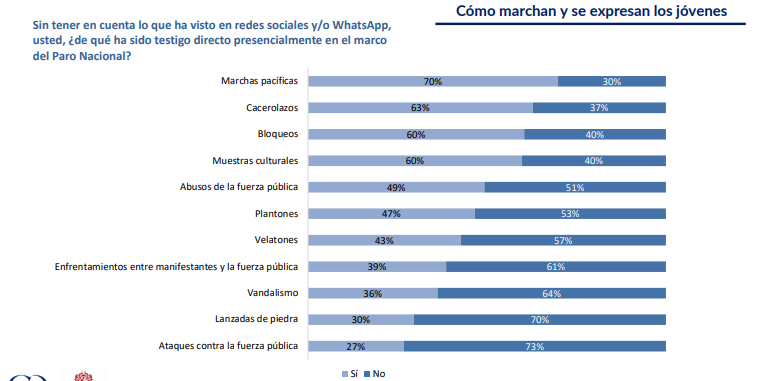 Cómo marchan y se expresan los jóvenes
Sin tener en cuenta lo que ha visto en redes sociales y/o WhatsApp,
usted, ¿de qué ha sido testigo directo presencialmente en el marco
del Paro Nacional?
Marchas pacíficas 70% 30%
Cacerolazos 63% 37%
Bloqueos 60% 40%
Muestras culturales 60% 40%
Abusos de la fuerza pública 49% 51%
Plantones 47% 53%
Velatones 43% 57%
Enfrentamientos entre manifestantes y la fuerza pública 39% 61%
Vandalismo 36% 64%
Lanzadas de piedra 30% 70%
Ataques contra la fuerza pública 27% 73%
Sí No